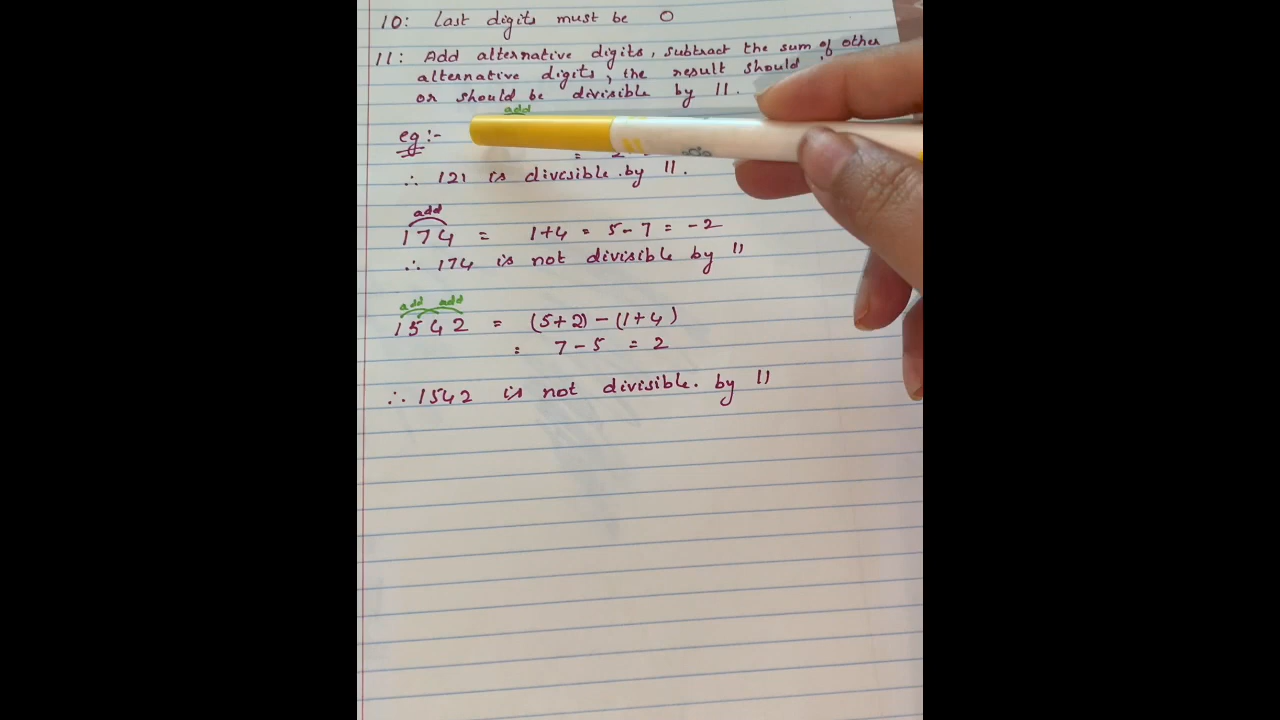 10: Last digits must be 0
11: Add alternative digits, subtract the sum of other
alternative digits, the result should
or should be divisible by 11.
add
eg:-
= 2
∴ 121 is divisible by 11.
add
174 = 1+4 = 5-7 = -2
∴ 174 is not divisible by 11
add add
1542 = (5+2)-(1+4)
= 7-5 = 2
∴ 1542 is not divisible. by 11